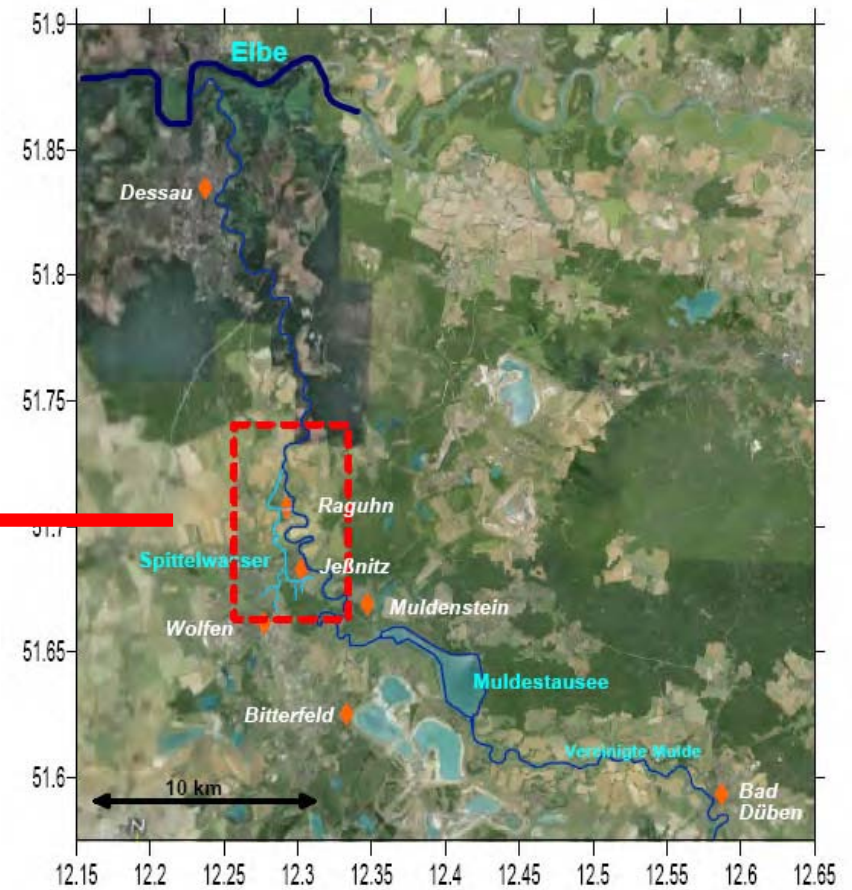 51.9
Elbe
51.85
Dessau
51.8
51.75
51.7
Raguhn
Spittelwasser
Jeßnitz
Muldenstein
Wolfen
51.65
Muldestausee
Bitterfeld
Vereinigte Mulde
51.6
10 km
Bad
Düben
N
12.15 12.2 12.25 12.3 12.35 12.4 12.45 12.5 12.55 12.6 12.65